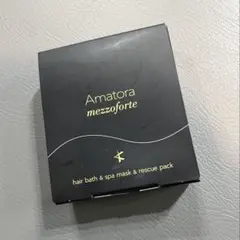 Amatora
mezzoforte
hair bath & spa mask & rescue pack